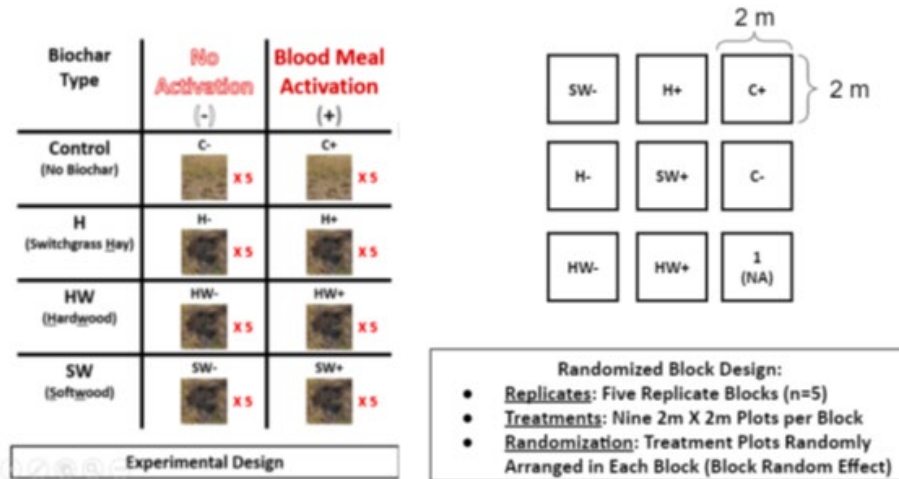 Biochar Type
No Activation (-)
Blood Meal Activation (+)
Control
(No Biochar)
C-
X 5
C+
X 5
H
(Switchgrass Hay)
H-
X 5
H+
X 5
HW
(Hardwood)
HW-
X 5
HW+
X 5
SW
(Softwood)
SW-
X 5
SW+
X 5
Experimental Design
2 m
2 m
SW-
H+
C+
H-
SW+
C-
HW-
HW+
1
(NA)
Randomized Block Design:
• Replicates: Five Replicate Blocks (n=5)
• Treatments: Nine 2m X 2m Plots per Block
• Randomization: Treatment Plots Randomly
Arranged in Each Block (Block Random Effect)